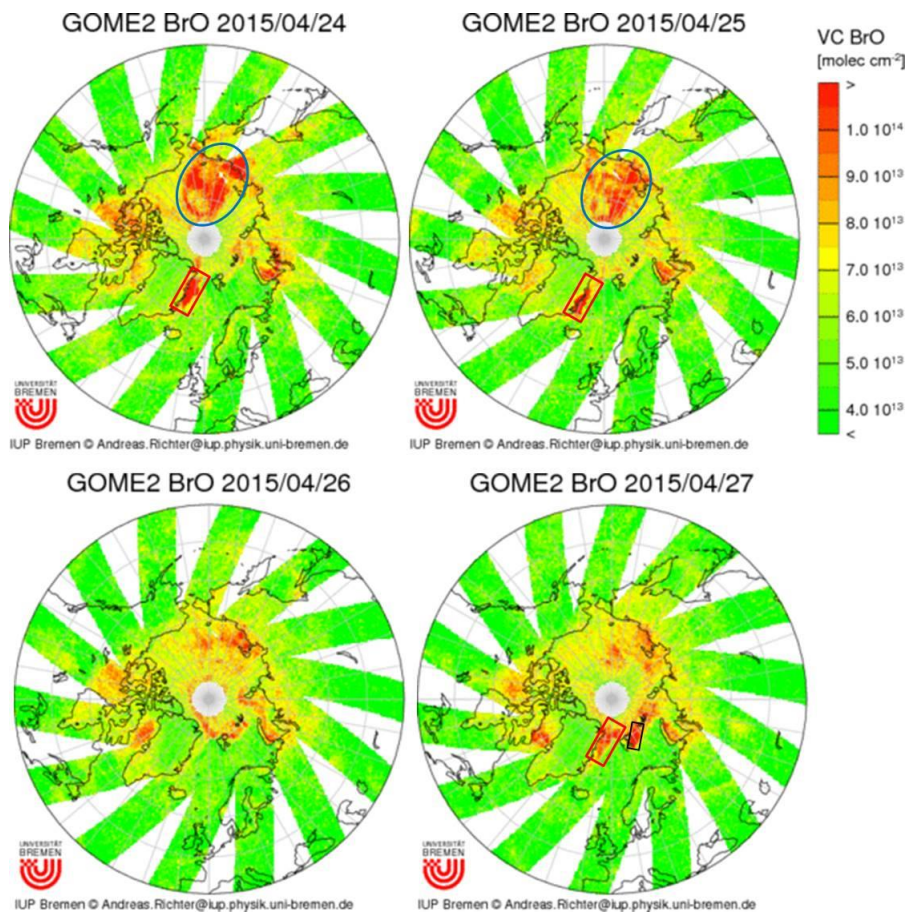 GOME2 BrO 2015/04/24
GOME2 BrO 2015/04/25
VC BrO
[molec cm⁻²]
>
1.0 10¹⁴
9.0 10¹³
8.0 10¹³
7.0 10¹³
6.0 10¹³
5.0 10¹³
4.0 10¹³
<
UNIVERSITÄT
BREMEN
IUP Bremen © Andreas.Richter@iup.physik.uni-bremen.de
UNIVERSITÄT
BREMEN
IUP Bremen © Andreas.Richter@iup.physik.uni-bremen.de
GOME2 BrO 2015/04/26
GOME2 BrO 2015/04/27
UNIVERSITÄT
BREMEN
IUP Bremen © Andreas.Richter@iup.physik.uni-bremen.de
UNIVERSITÄT
BREMEN
IUP Bremen © Andreas.Richter@iup.physik.uni-bremen.de